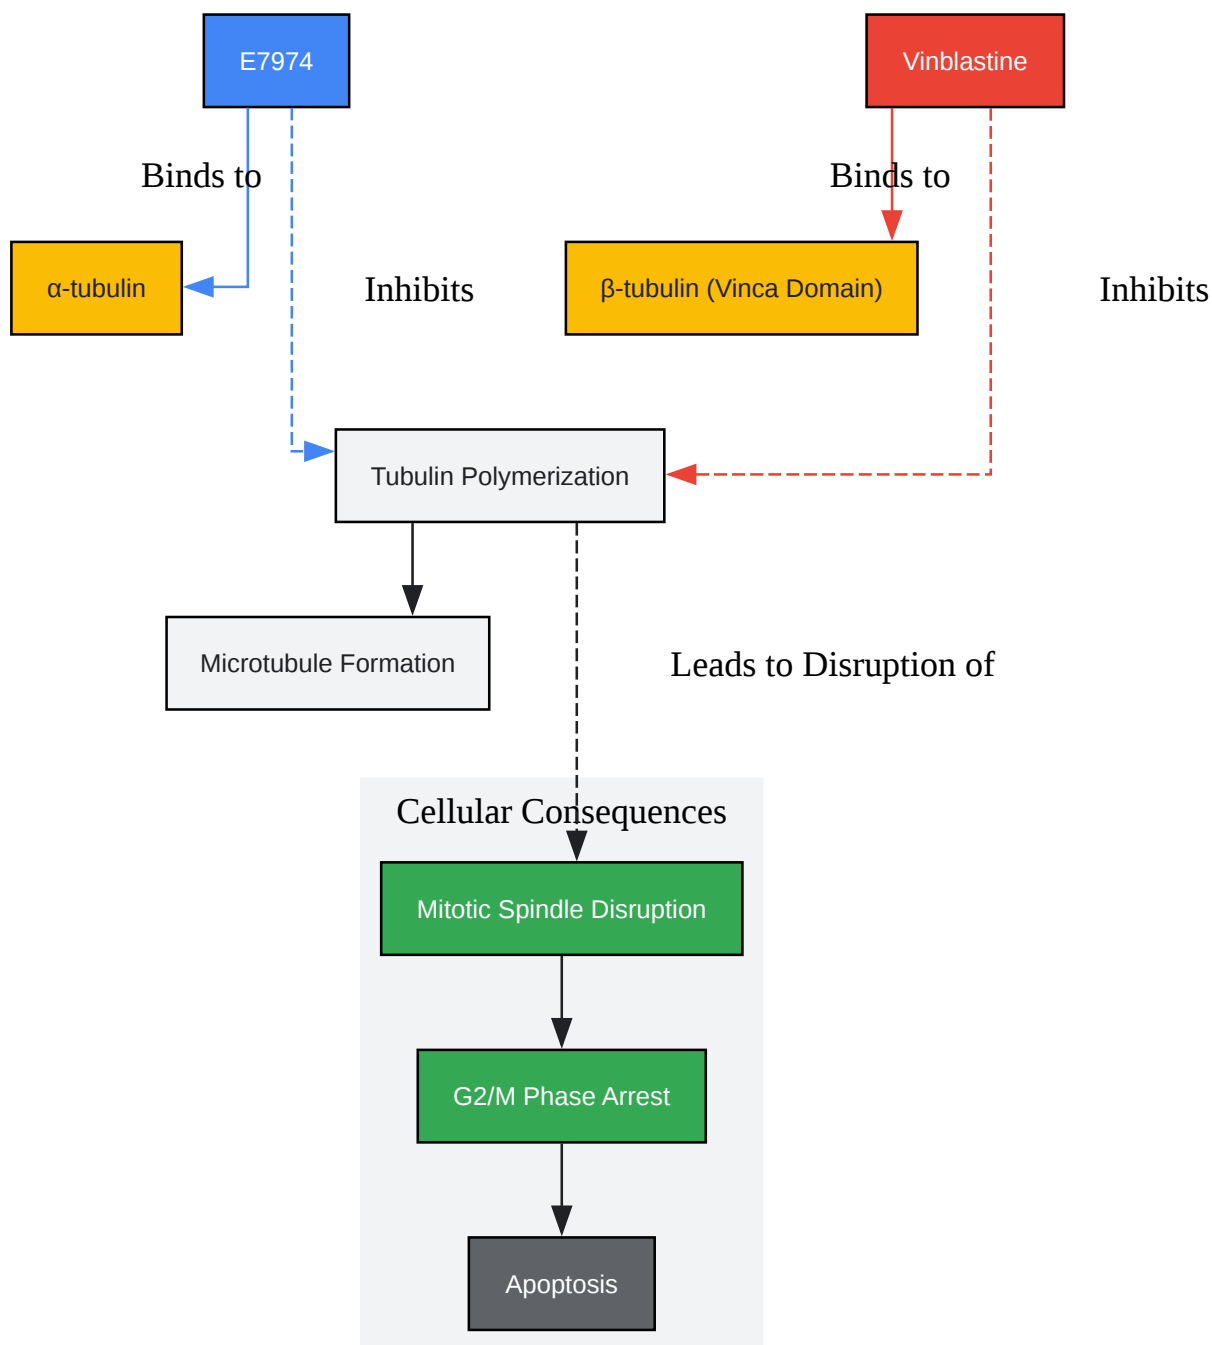 E7974
Vinblastine
Binds to
Binds to
α-tubulin
Inhibits
β-tubulin (Vinca Domain)
Inhibits
Tubulin Polymerization
Microtubule Formation
Leads to Disruption of
Cellular Consequences
Mitotic Spindle Disruption
G2/M Phase Arrest
Apoptosis